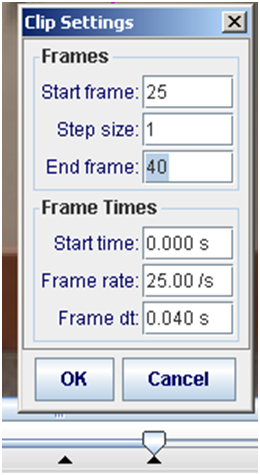 Clip Settings
Frames
Start frame: 25
Step size: 1
End frame: 40
Frame Times
Start time: 0.000 s
Frame rate: 25.00 /s
Frame dt: 0.040 s
OK Cancel